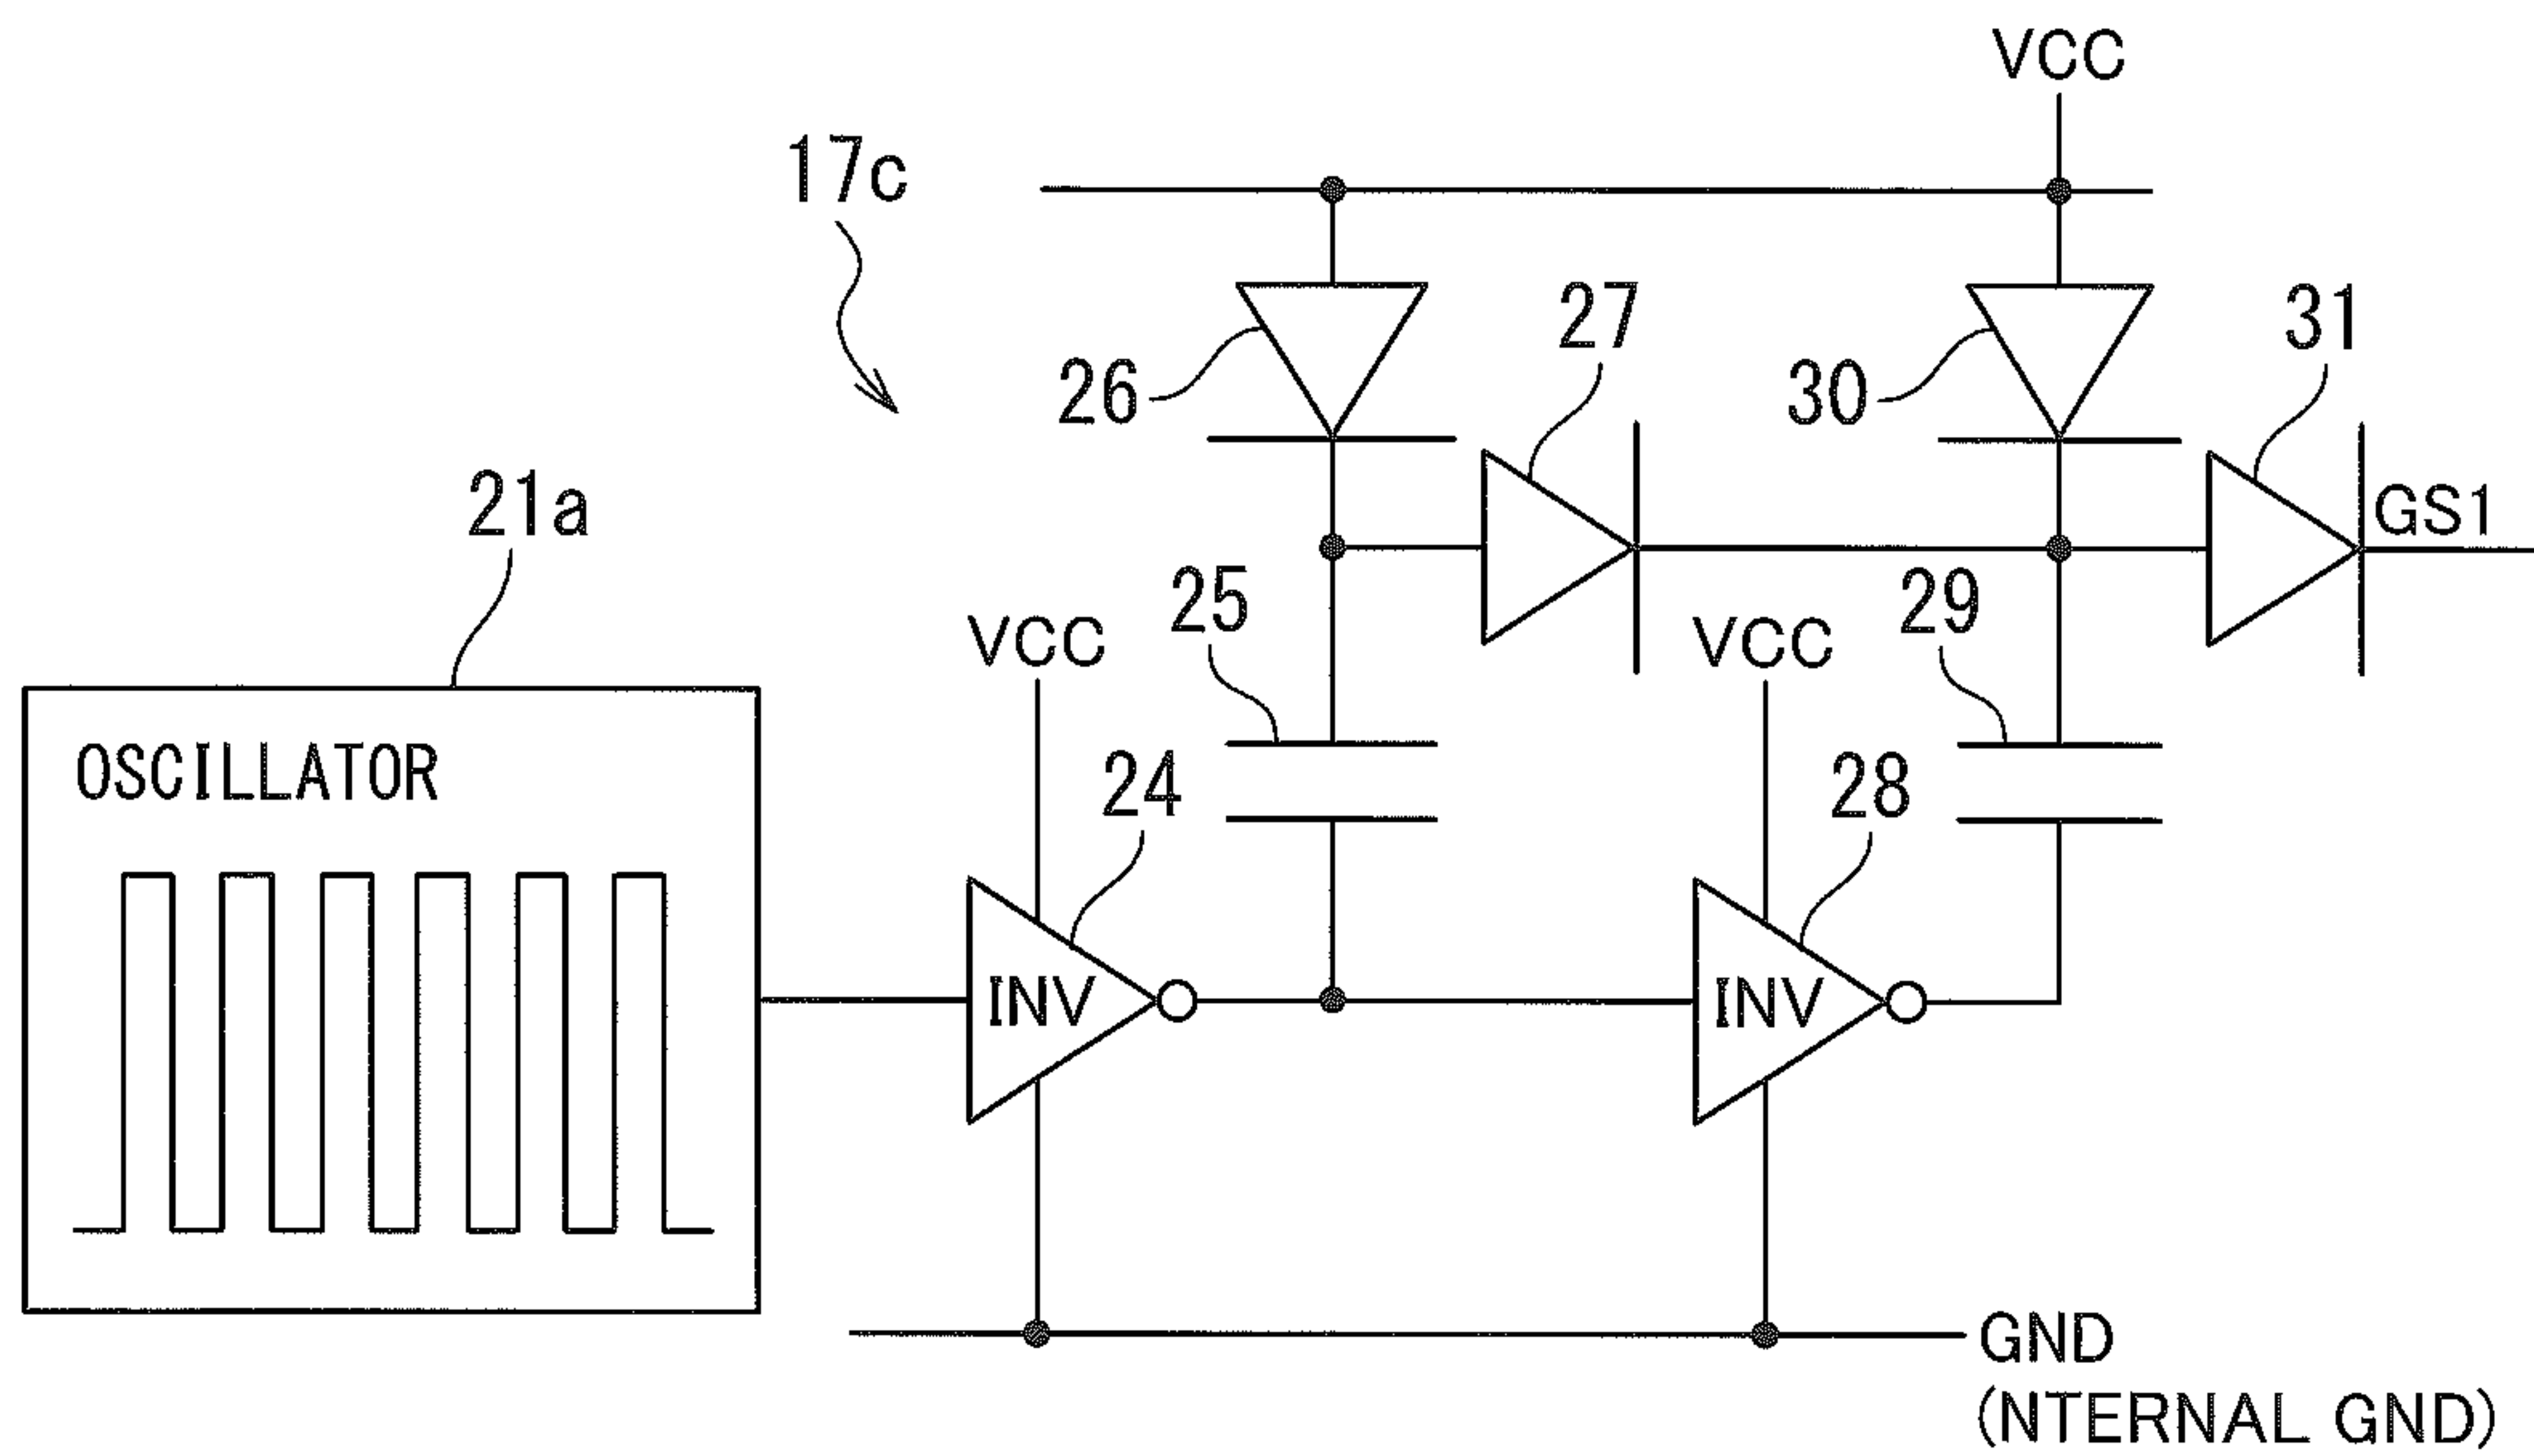 VCC
17c
26
27
30
31
GS1
21a
VCC
25
VCC
29
OSCILLATOR
24
28
INV
INV
GND
(NTERNAL GND)